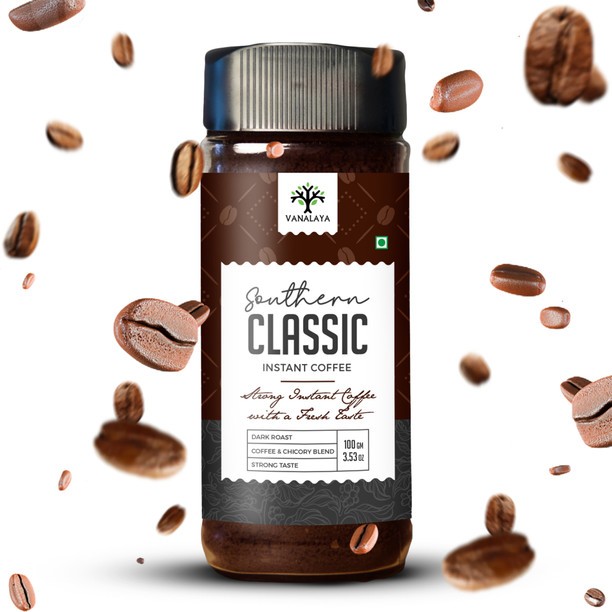 VANALAYA
Southern
CLASSIC
INSTANT COFFEE
Strong Instant Coffee
with a Fresh Taste
DARK ROAST
COFFEE & CHICORY BLEND
STRONG TASTE
100 GM
3.53 OZ